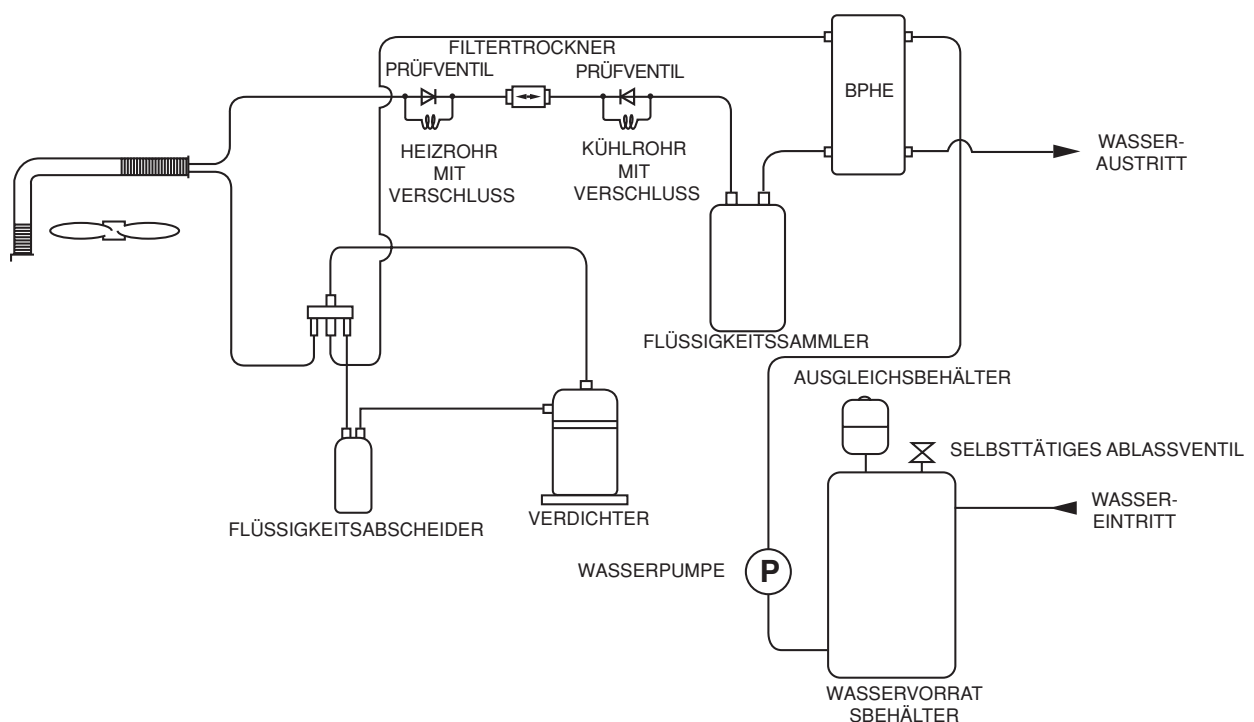 FILTERTROCKNER
PRÜFVENTIL
PRÜFVENTIL
BPHE
HEIZROHR
MIT
VERSCHLUSS
KÜHLROHR
MIT
VERSCHLUSS
WASSER-
AUSTRITT
FLÜSSIGKEITSSAMMLER
AUSGLEICHSBEHÄLTER
SELBSTTÄTIGES ABLASSVENTIL
WASSER-
EINTRITT
FLÜSSIGKEITSABSCHEIDER
VERDICHTER
WASSERPUMPE
P
WASSERVORRAT
SBEHÄLTER